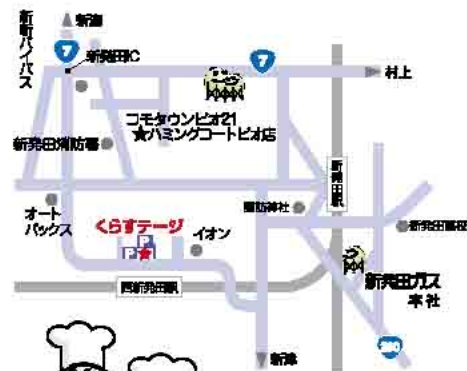 新新バイパス
新潟
7
新発田IC
7
村上
コモタウンピオ21
★ハミングコートピオ店
新発田消防署
新発田駅
諏訪神社
オート
バックス
くらすテージ
P
P
イオン
新発田高校
新発田ガス
本社
西新発田駅
290
新津